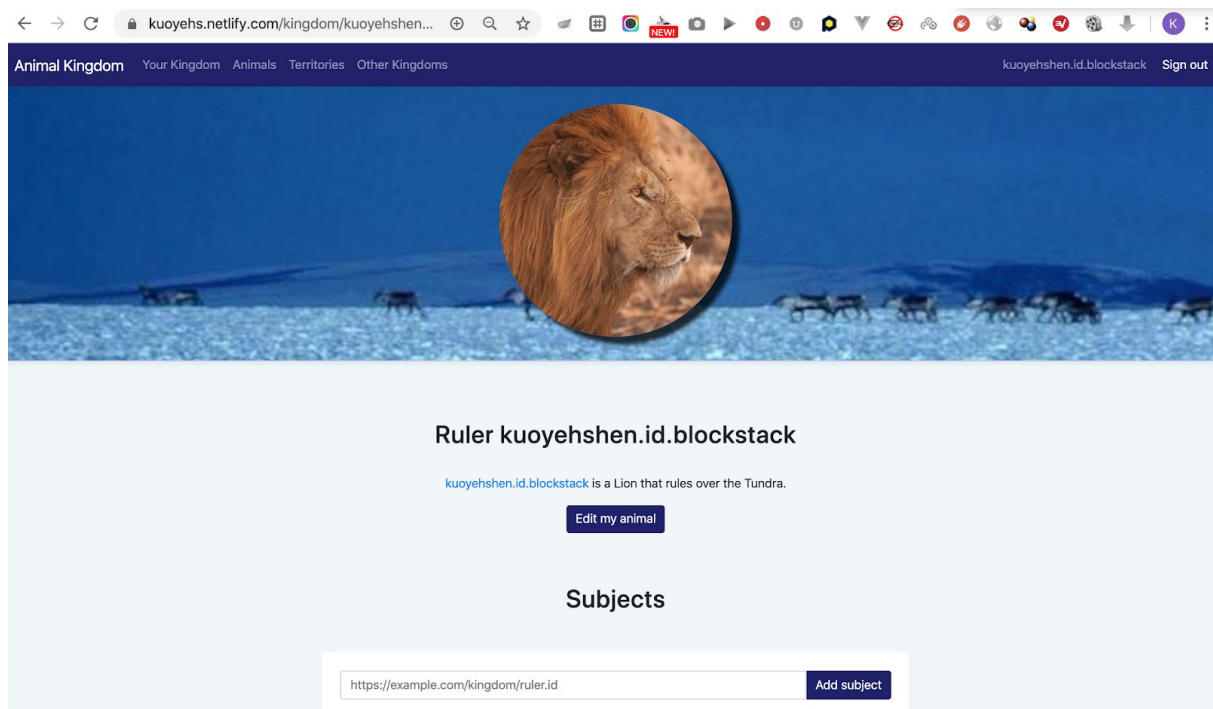 kuoyehs.netlify.com/kingdom/kuoyehshen...
NEW!
K
Animal Kingdom Your Kingdom Animals Territories Other Kingdoms kuoyehshen.id.blockstack Sign out
Ruler kuoyehshen.id.blockstack
kuoyehshen.id.blockstack is a Lion that rules over the Tundra.
Edit my animal
Subjects
https://example.com/kingdom/ruler.id Add subject